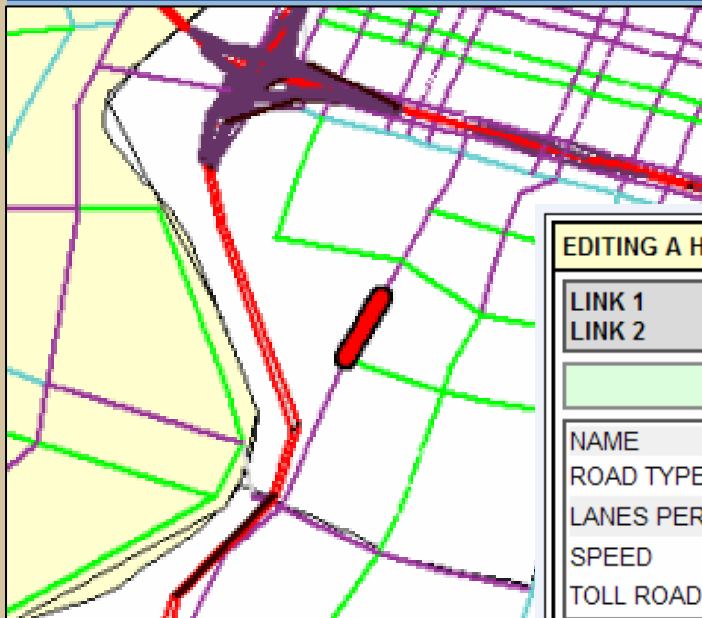 EDITING A H
LINK 1
LINK 2
NAME
ROAD TYPE
LANES PER
SPEED
TOLL ROAD